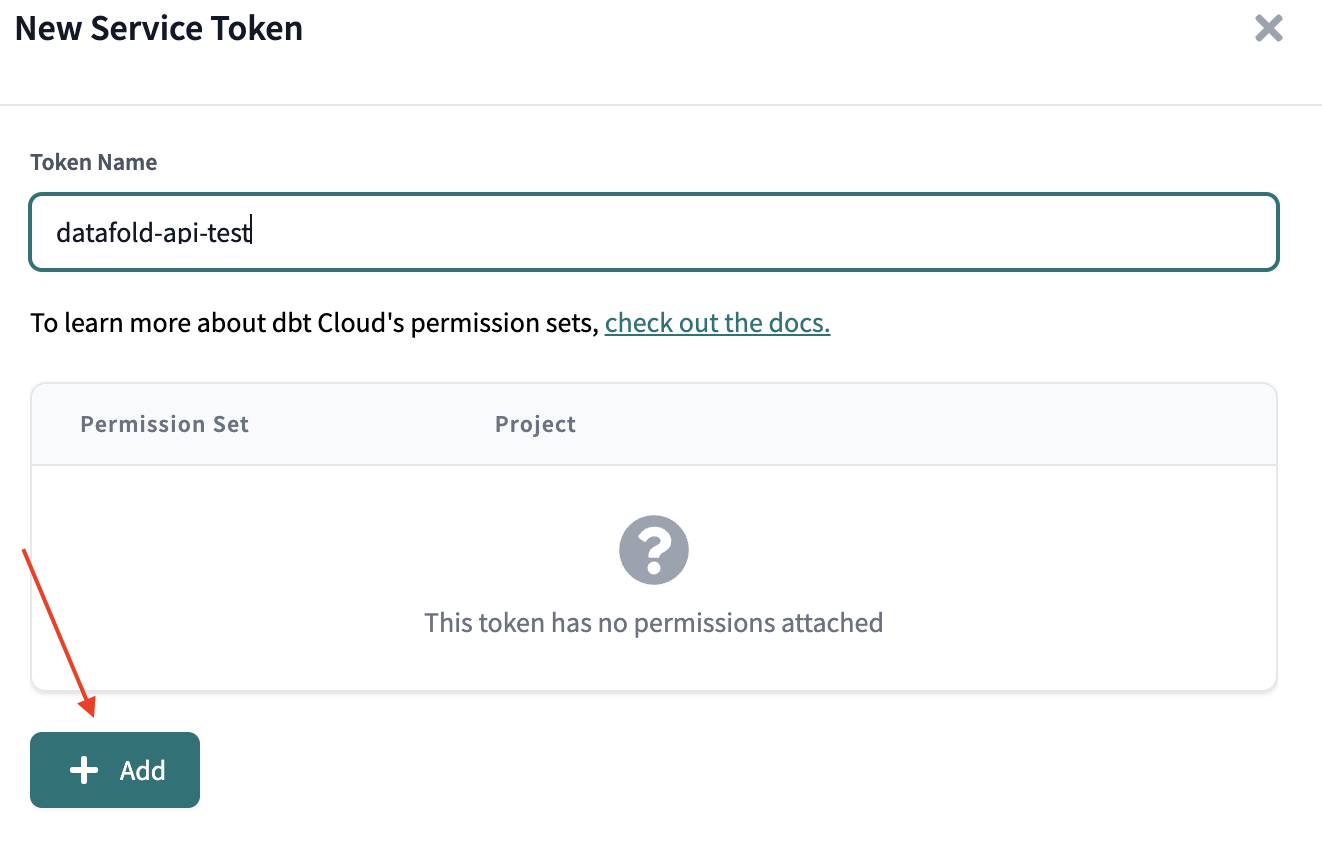 New Service Token
Token Name
datafold-api-test
To learn more about dbt Cloud's permission sets, check out the docs.
Permission Set Project
This token has no permissions attached
Add